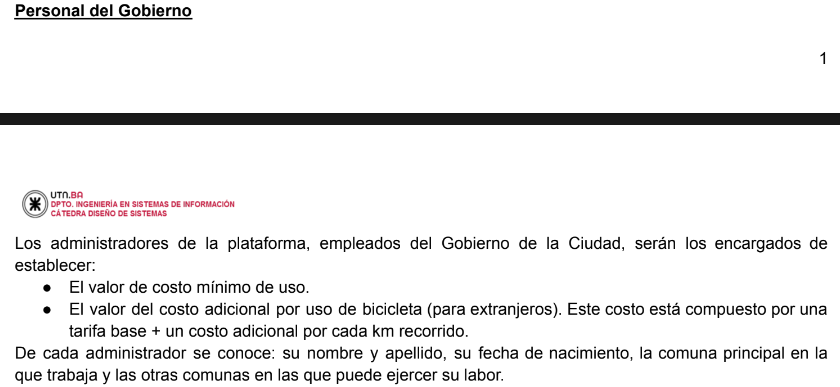 Personal del Gobierno
1
UTN.BA
DPTO. INGENIERÍA EN SISTEMAS DE INFORMACIÓN
CÁTEDRA DISEÑO DE SISTEMAS
Los administradores de la plataforma, empleados del Gobierno de la Ciudad, serán los encargados de
establecer:
● El valor de costo mínimo de uso.
● El valor del costo adicional por uso de bicicleta (para extranjeros). Este costo está compuesto por una
tarifa base + un costo adicional por cada km recorrido.
De cada administrador se conoce: su nombre y apellido, su fecha de nacimiento, la comuna principal en la
que trabaja y las otras comunas en las que puede ejercer su labor.